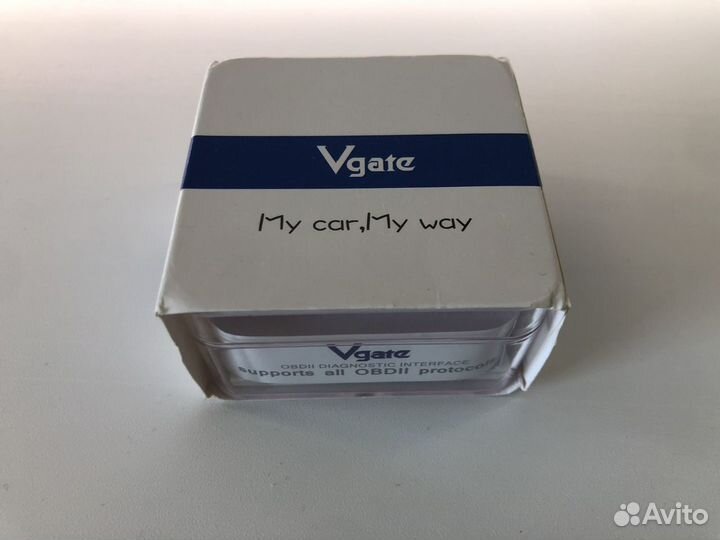 Vgate
My car,My way
Vgate
OBDII DIAGNOSTIC INTERFACE
supports all OBDII protocols
Avito